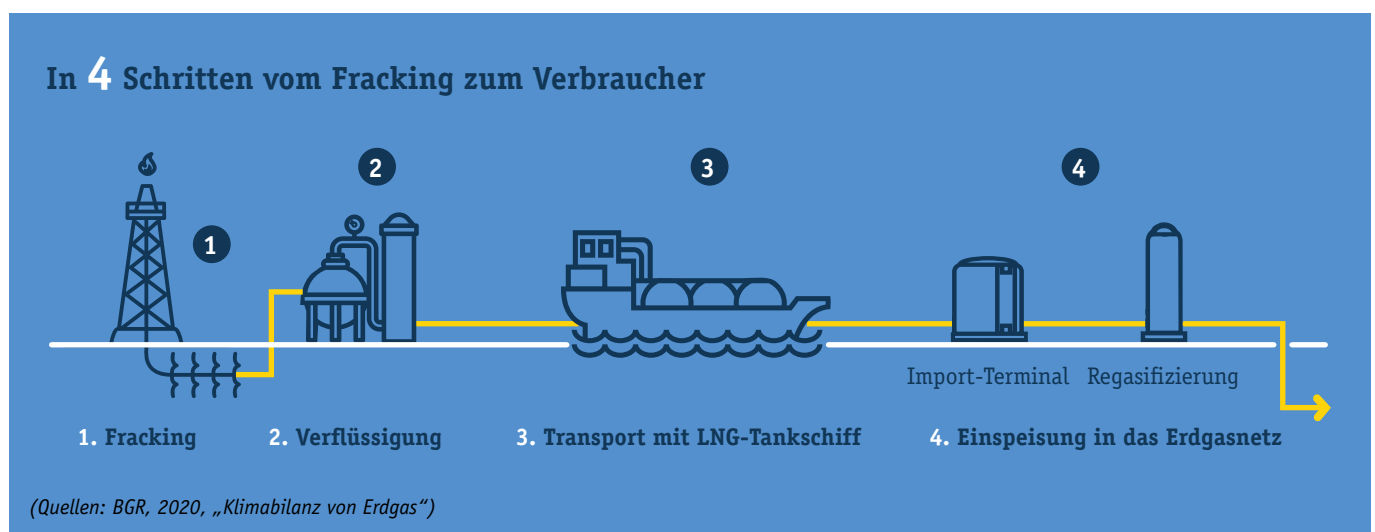 In 4 Schritten vom Fracking zum Verbraucher
1
2
3
4
Import-Terminal Regasifizierung
1. Fracking
2. Verflüssigung
3. Transport mit LNG-Tankschiff
4. Einspeisung in das Erdgasnetz
(Quellen: BGR, 2020, „Klimabilanz von Erdgas“)